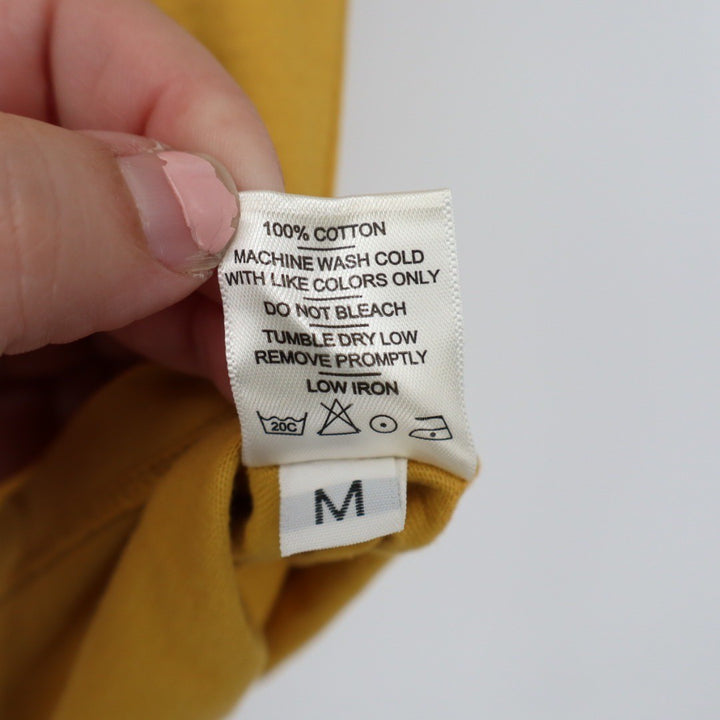 100% COTTON
MACHINE WASH COLD
WITH LIKE COLORS ONLY
DO NOT BLEACH
TUMBLE DRY LOW
REMOVE PROMPTLY
LOW IRON
20C
M